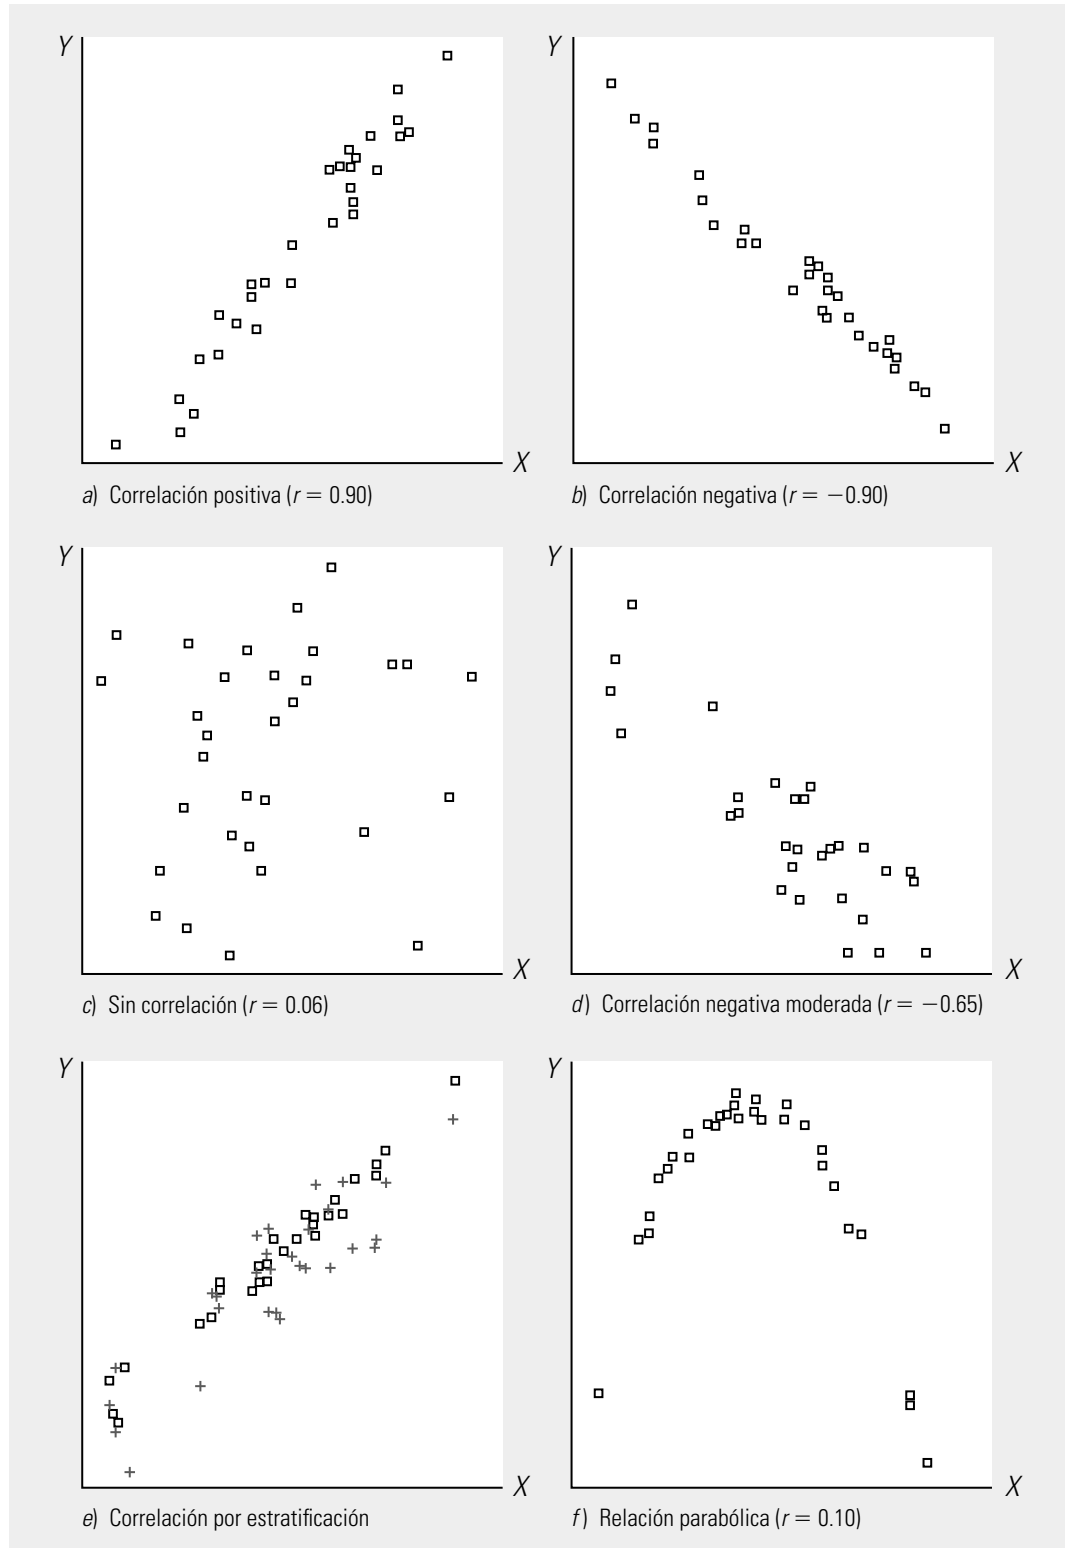 Y
Y
X
X
a) Correlación positiva (r = 0.90)
b) Correlación negativa (r = −0.90)
Y
Y
X
X
c) Sin correlación (r = 0.06)
d) Correlación negativa moderada (r = −0.65)
Y
Y
X
X
e) Correlación por estratificación
f) Relación parabólica (r = 0.10)